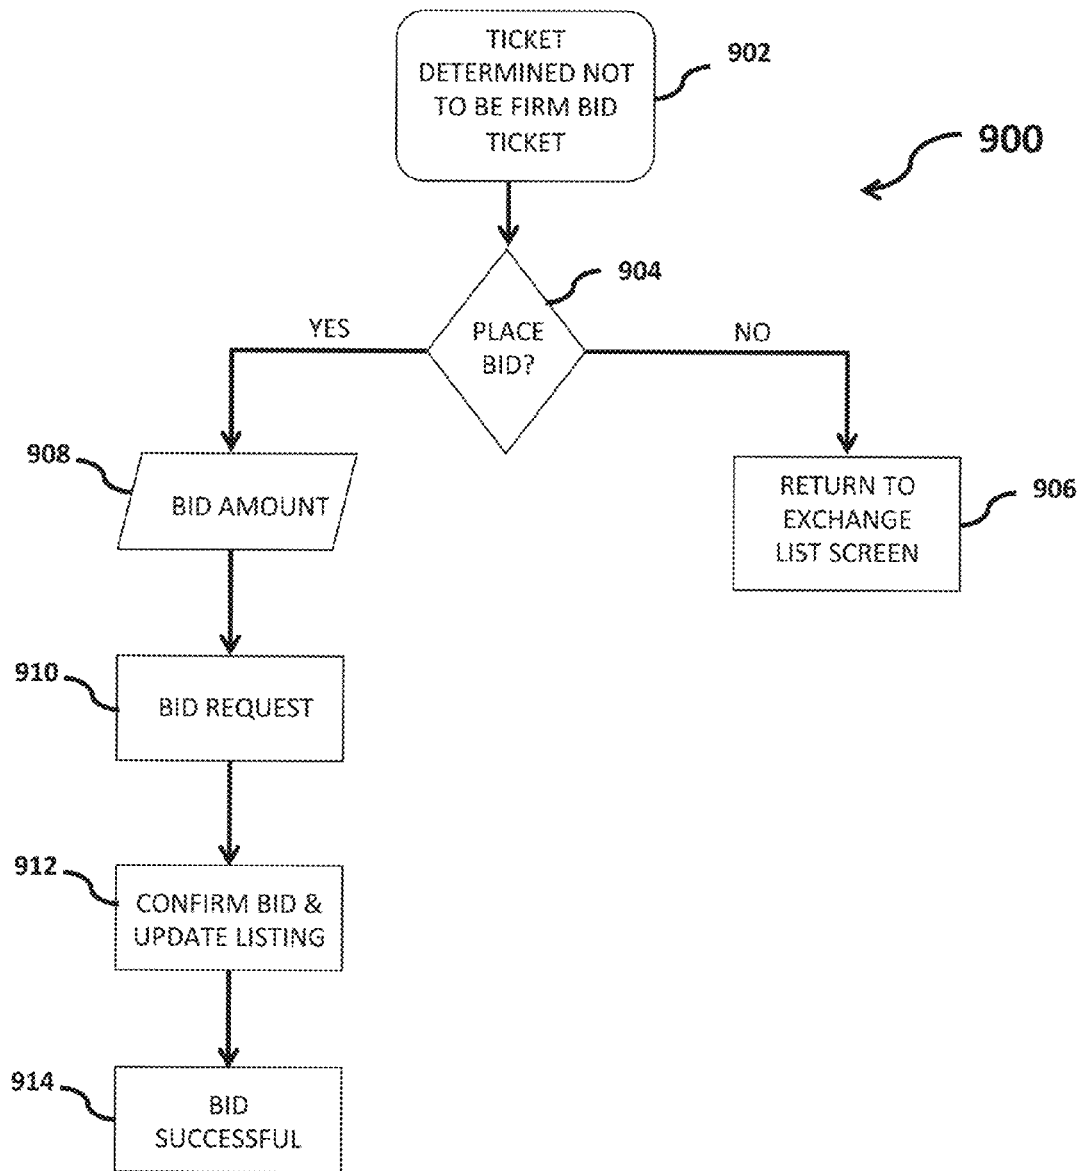 TICKET
DETERMINED NOT
TO BE FIRM BID
TICKET
902
900
904
PLACE
BID?
YES
NO
908
BID AMOUNT
RETURN TO
EXCHANGE
LIST SCREEN
906
910
BID REQUEST
912
CONFIRM BID &
UPDATE LISTING
914
BID
SUCCESSFUL